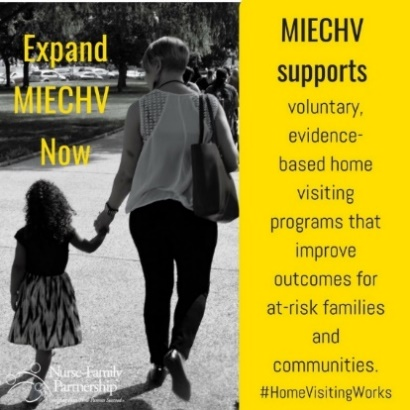 Expand
MIECHV
Now
MIECHV
supports
voluntary,
evidence-
based home
visiting
programs that
improve
outcomes for
at-risk families
and
communities.
#HomeVisitingWorks
Nurse-Family
Partnership